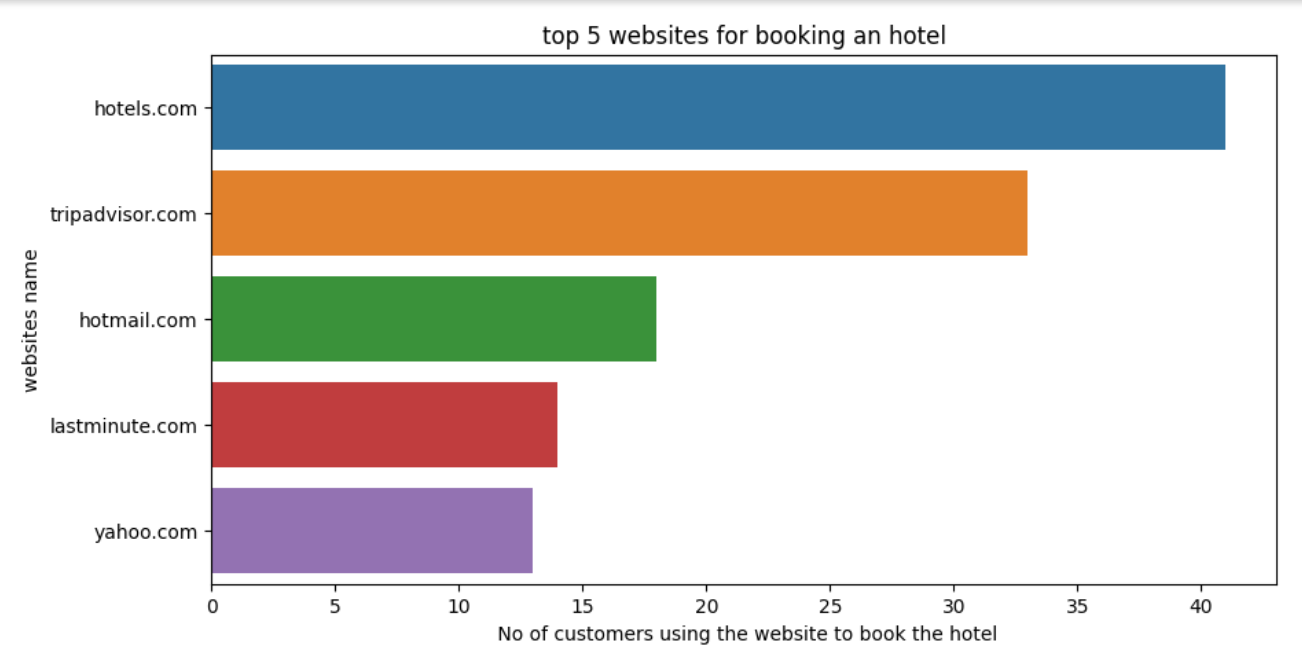 top 5 websites for booking an hotel
websites name
hotels.com
tripadvisor.com
hotmail.com
lastminute.com
yahoo.com
0 5 10 15 20 25 30 35 40
No of customers using the website to book the hotel